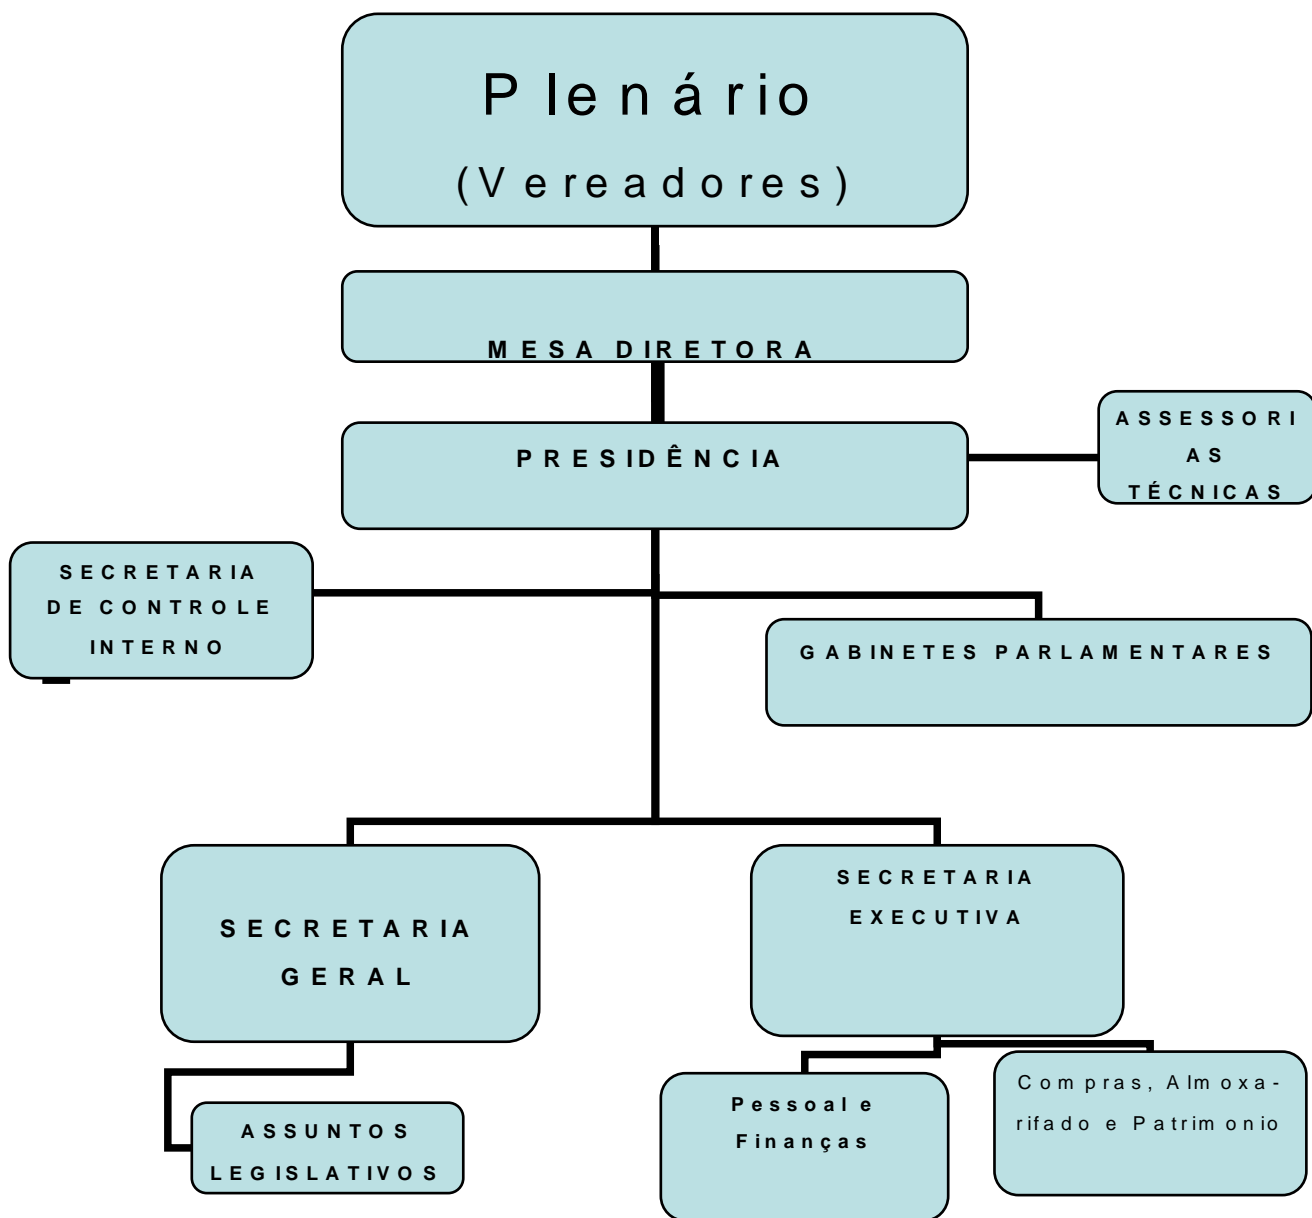 Plenário
(Vereadores)
MESA DIRETORA
PRESIDÊNCIA
ASSESSORI
AS
TÉCNICAS
SECRETARIA
DE CONTROLE
INTERNO
GABINETES PARLAMENTARES
SECRETARIA
GERAL
SECRETARIA
EXECUTIVA
ASSUNTOS
LEGISLATIVOS
Pessoal e
Finanças
Compras, Almoxa-
rifado e Patrimonio